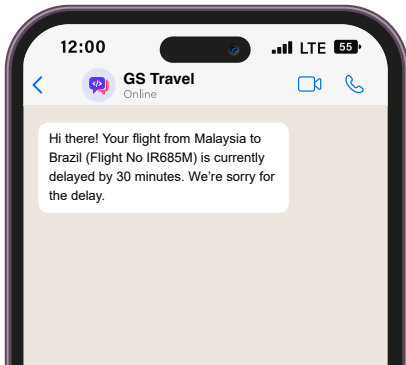 12:00
LTE 55
GS Travel
Online
Hi there! Your flight from Malaysia to
Brazil (Flight No IR685M) is currently
delayed by 30 minutes. We’re sorry for
the delay.